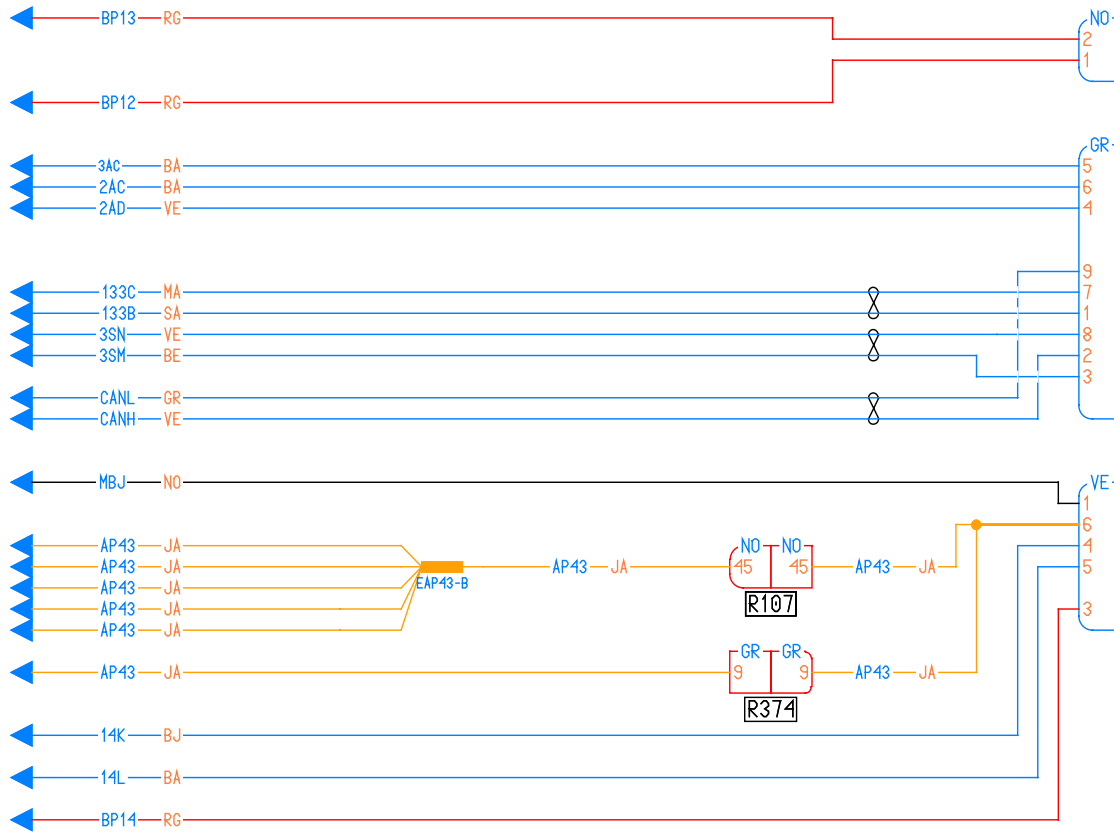 BP13 RG NO
2
1
BP12 RG
GR
3AC BA 5
2AC BA 6
2AD VE 4
9
133C MA 7
133B SA 1
3SN VE 8
3SM BE 2
3
CANL GR
CANH VE
MBJ NO VE
1
6
AP43 JA NO NO 4
AP43 JA AP43 JA 45 45 AP43 JA 5
EAP43-B
AP43 JA
R107
AP43 JA 3
AP43 JA
GR GR
AP43 JA 9 9 AP43 JA
R374
14K BJ
14L BA
BP14 RG